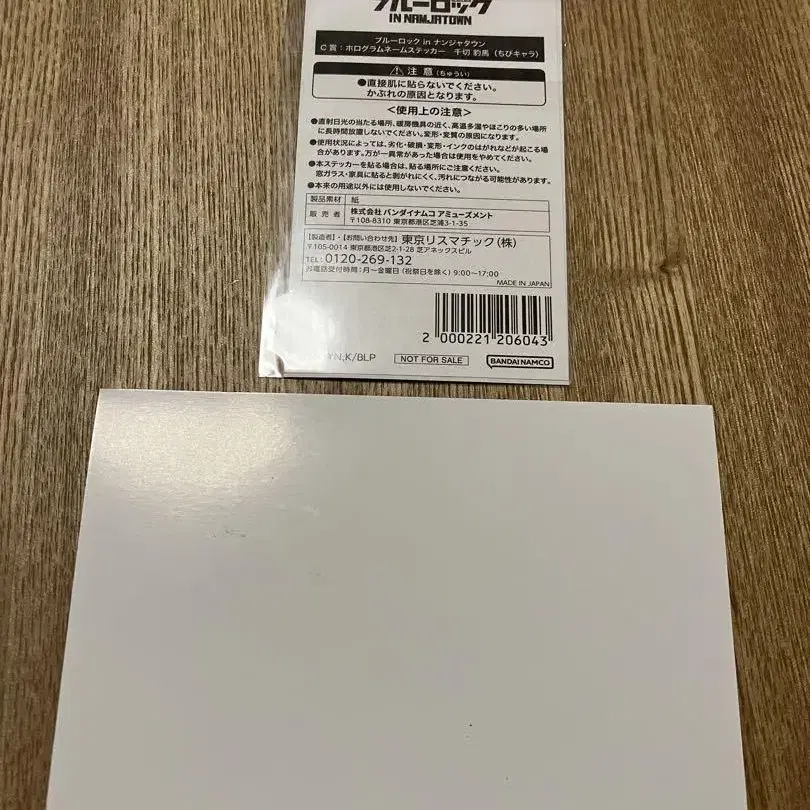 ブルーロック
IN NAMJATOWN
ブルーロック in ナンジャタウン
C 賞：ホログラムネームステッカー 千切 豹馬（ちびキャラ）
⚠ 注 意（ちゅうい）
●直接肌に貼らないでください。
かぶれの原因となります。
＜使用上の注意＞
●直射日光の当たる場所、暖房機具の近く、高温多湿やほこりの多い場所
に長時間放置しないでください。変形・変質の原因になります。
●使用状況によっては、劣化・破損・変形・インクのはがれなどが起こる場
合があります。万が一異常があった場合は使用をやめてください。
●本ステッカーを貼る場合は、貼る場所にご注意ください。
窓ガラス・家具に貼ると剥がれにくく、汚れにつながる可能性があります。
●本来の用途以外には使用しないでください。
製品素材 紙
販 売 者 株式会社 バンダイナムコ アミューズメント
〒108-8310 東京都港区芝浦3-1-35
【製造者】・【お問い合わせ先】東京リスマチック（株）
〒105-0014 東京都港区芝2-1-28 芝アネックスビル
TEL：0120-269-132
お電話受付時間：月～金曜日（祝祭日を除く）9:00～17:00
MADE IN JAPAN
2 000221 206043
YN,K/BLP
NOT FOR SALE
BANDAI NAMCO